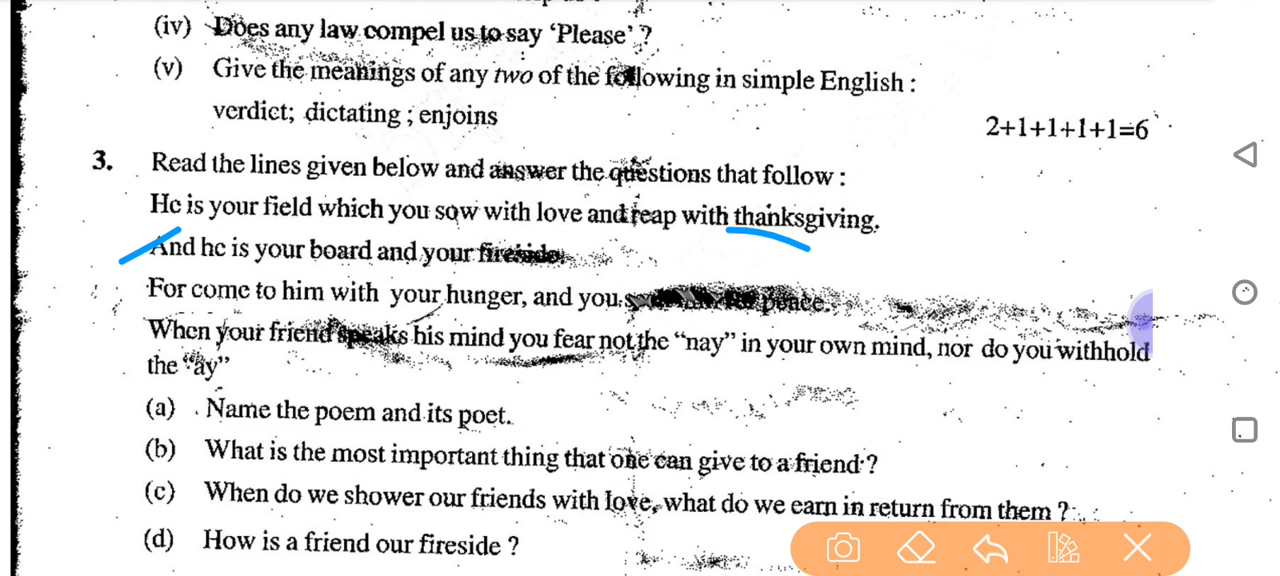 (iv) Does any law compel us to say ‘Please’ ?
(v) Give the meanings of any two of the following in simple English :
verdict; dictating ; enjoins
2+1+1+1+1=6
3. Read the lines given below and answer the questions that follow :
He is your field which you sow with love and reap with thanksgiving.
And he is your board and your fireside
For come to him with your hunger, and you peace.
When your friend speaks his mind you fear not the “nay” in your own mind, nor do you withhold
the “ay”
(a) Name the poem and its poet.
(b) What is the most important thing that one can give to a friend ?
(c) When do we shower our friends with love, what do we earn in return from them ?
(d) How is a friend our fireside ?